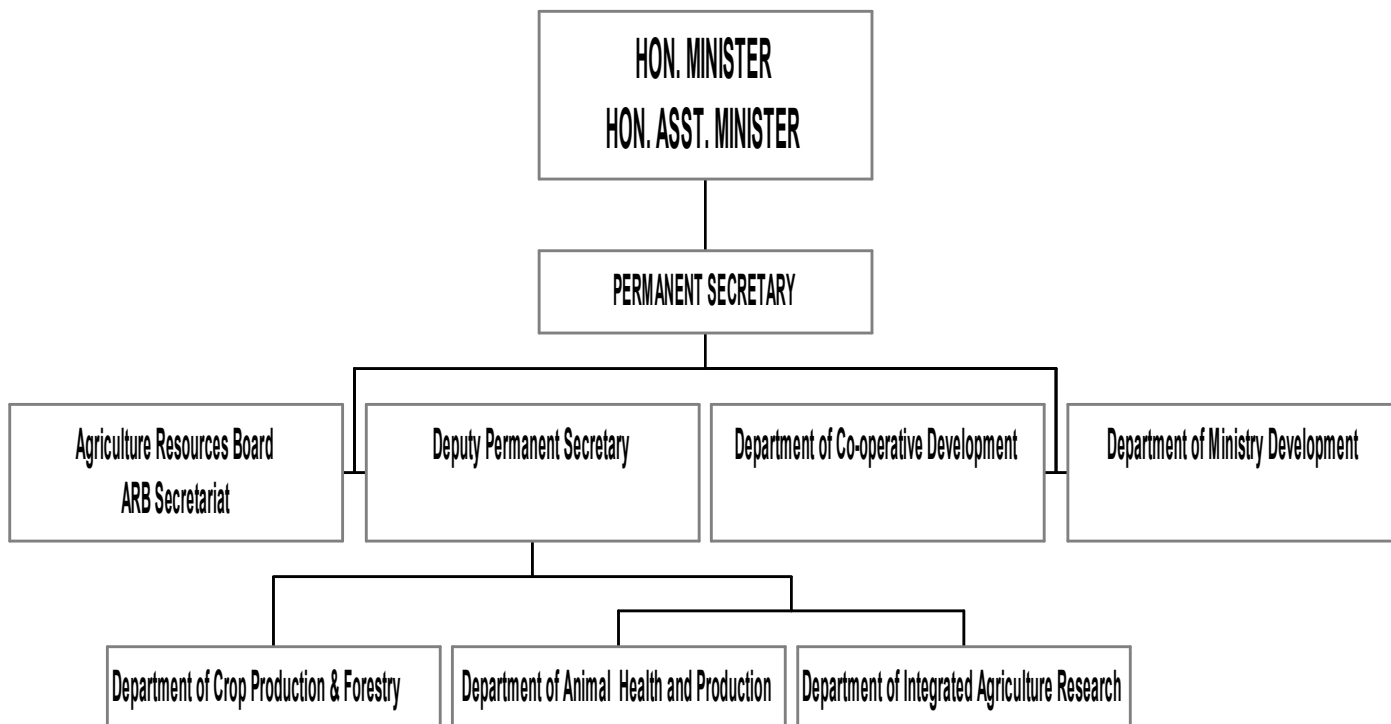 HON. MINISTER
HON. ASST. MINISTER
PERMANENT SECRETARY
Agriculture Resources Board
ARB Secretariat
Deputy Permanent Secretary
Department of Co-operative Development
Department of Ministry Development
Department of Crop Production & Forestry
Department of Animal Health and Production
Department of Integrated Agriculture Research